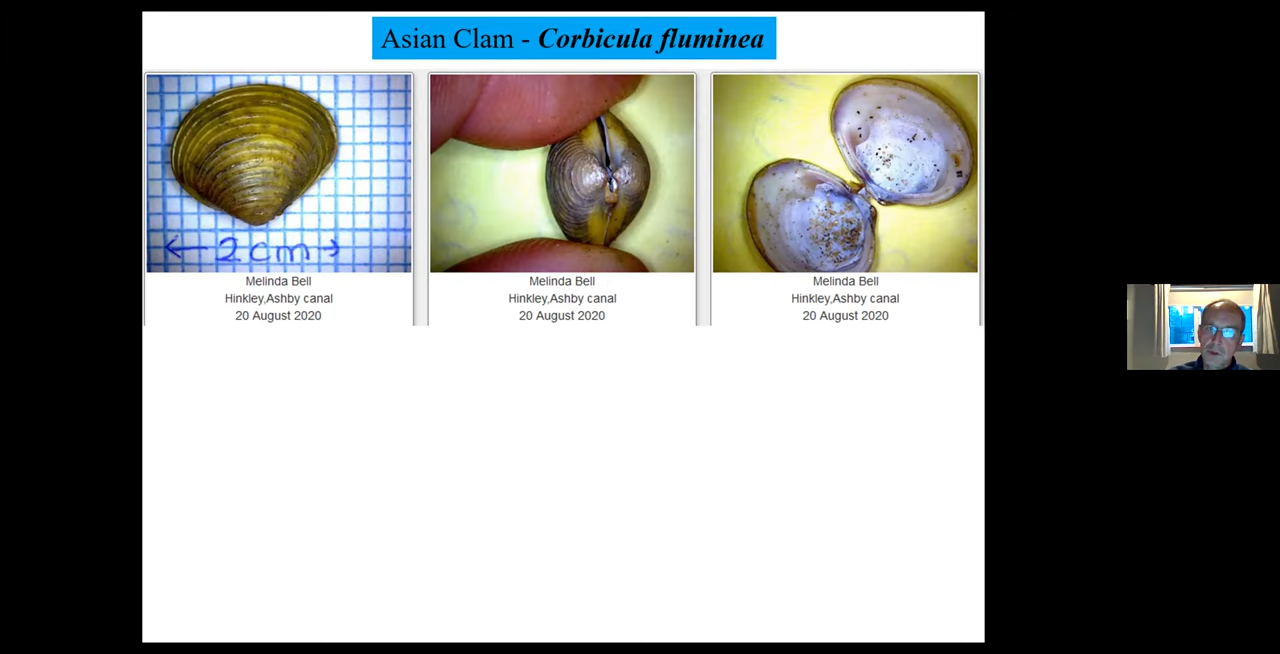 Asian Clam - Corbicula fluminea
← 2cm →
Melinda Bell
Hinkley,Ashby canal
20 August 2020
Melinda Bell
Hinkley,Ashby canal
20 August 2020
Melinda Bell
Hinkley,Ashby canal
20 August 2020